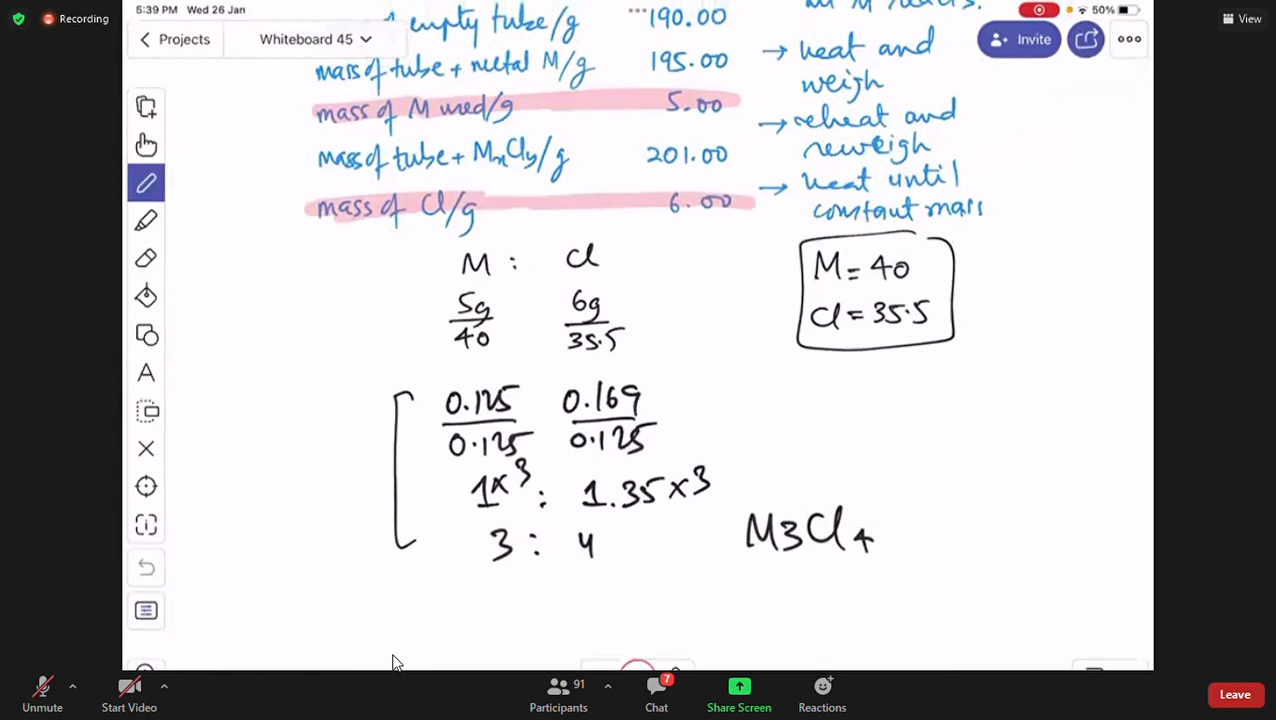 Recording
5:39 PM Wed 26 Jan
50%
View
Projects
Whiteboard 45
Invite
empty tube/g 190.00
mass of tube + metal M/g 195.00
mass of M used/g 5.00
mass of tube + MxCly/g 201.00
mass of Cl/g 6.00
→ heat and
weigh
→ reheat and
reweigh
→ heat until
constant mass
M : Cl
5g 6g
40 35.5
M = 40
Cl = 35.5
0.125 0.169
0.125 0.125
1×3 : 1.35×3
3 : 4
M3Cl4
Unmute
Start Video
91
Participants
7
Chat
Share Screen
Reactions
Leave